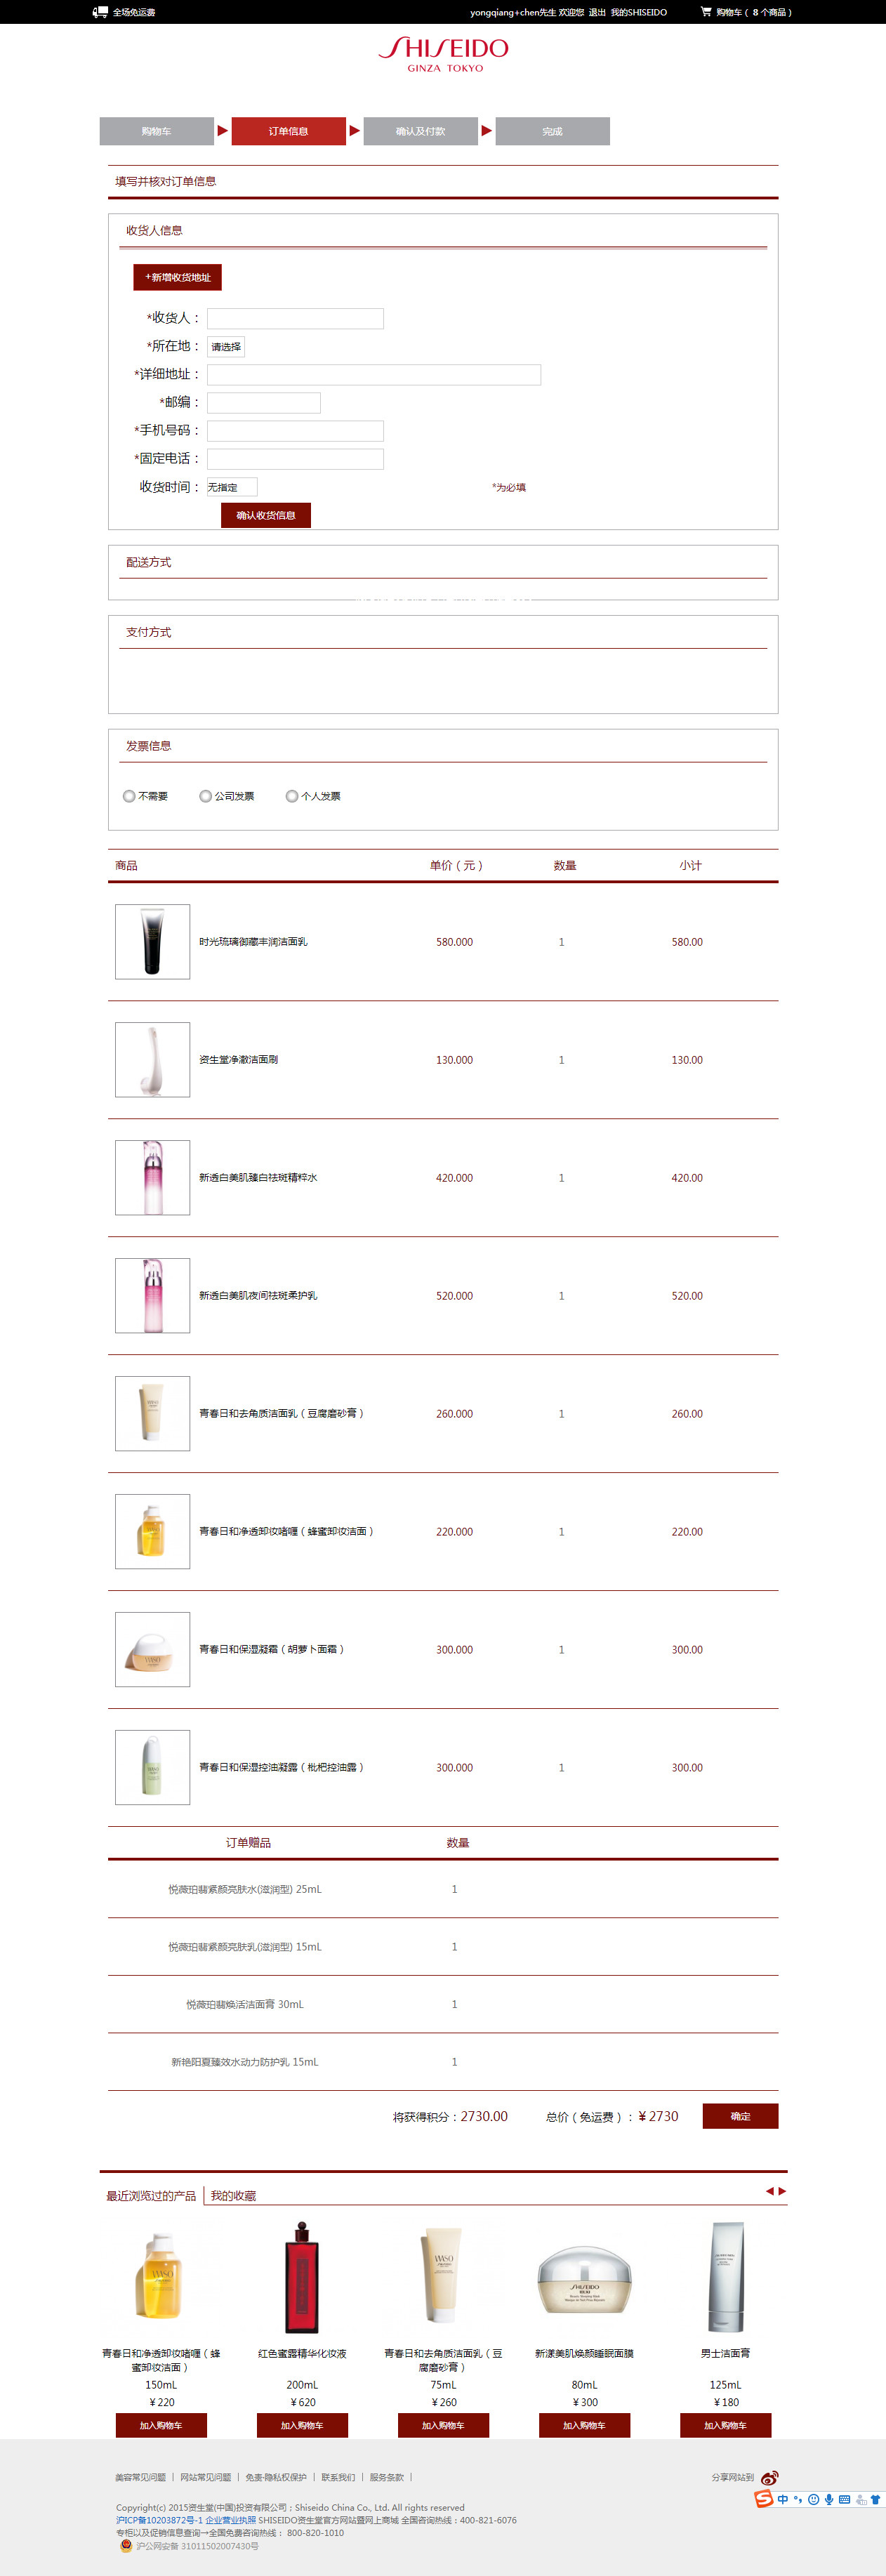 全场免运费
yongqiang+chen先生 欢迎您 退出 我的SHISEIDO 购物车 ( 8 个商品 )
SHISEIDO
GINZA TOKYO
购物车 订单信息 确认及付款 完成
填写并核对订单信息
收货人信息
+新增收货地址
*收货人：
*所在地： 请选择
*详细地址：
*邮编：
*手机号码：
*固定电话：
收货时间： 无指定 *为必填
确认收货信息
配送方式
支付方式
发票信息
不需要 公司发票 个人发票
商品 单价（元） 数量 小计
时光琉璃御藏丰润洁面乳 580.000 1 580.00
资生堂净澈洁面刷 130.000 1 130.00
新透白美肌臻白祛斑精粹水 420.000 1 420.00
新透白美肌夜间祛斑柔护乳 520.000 1 520.00
青春日和去角质洁面乳（豆腐磨砂膏） 260.000 1 260.00
青春日和净透卸妆啫喱（蜂蜜卸妆洁面） 220.000 1 220.00
青春日和保湿凝霜（胡萝卜面霜） 300.000 1 300.00
青春日和保湿控油凝露（枇杷控油露） 300.000 1 300.00
订单赠品 数量
悦薇珀翡紧颜亮肤水(滋润型) 25mL 1
悦薇珀翡紧颜亮肤乳(滋润型) 15mL 1
悦薇珀翡焕活洁面膏 30mL 1
新艳阳夏臻效水动力防护乳 15mL 1
将获得积分：2730.00 总价（免运费）：¥ 2730 确定
最近浏览过的产品 我的收藏
WASO
WASO
SHISEIDO
青春日和净透卸妆啫喱（蜂蜜卸妆洁面）
150mL
¥ 220
加入购物车
红色蜜露精华化妆液
200mL
¥ 620
加入购物车
青春日和去角质洁面乳（豆腐磨砂膏）
75mL
¥ 260
加入购物车
新漾美肌焕颜睡眠面膜
80mL
¥ 300
加入购物车
男士洁面膏
125mL
¥ 180
加入购物车
美容常见问题 | 网站常见问题 | 免责·隐私权保护 | 联系我们 | 服务条款 |
分享网站到
中
Copyright(c) 2015资生堂(中国)投资有限公司；Shiseido China Co., Ltd. All rights reserved
沪ICP备10203872号-1 企业营业执照 SHISEIDO资生堂官方网站暨网上商城 全国咨询热线：400-821-6076
专柜以及促销信息查询→全国免费咨询热线： 800-820-1010
沪公网安备 31011502007430号